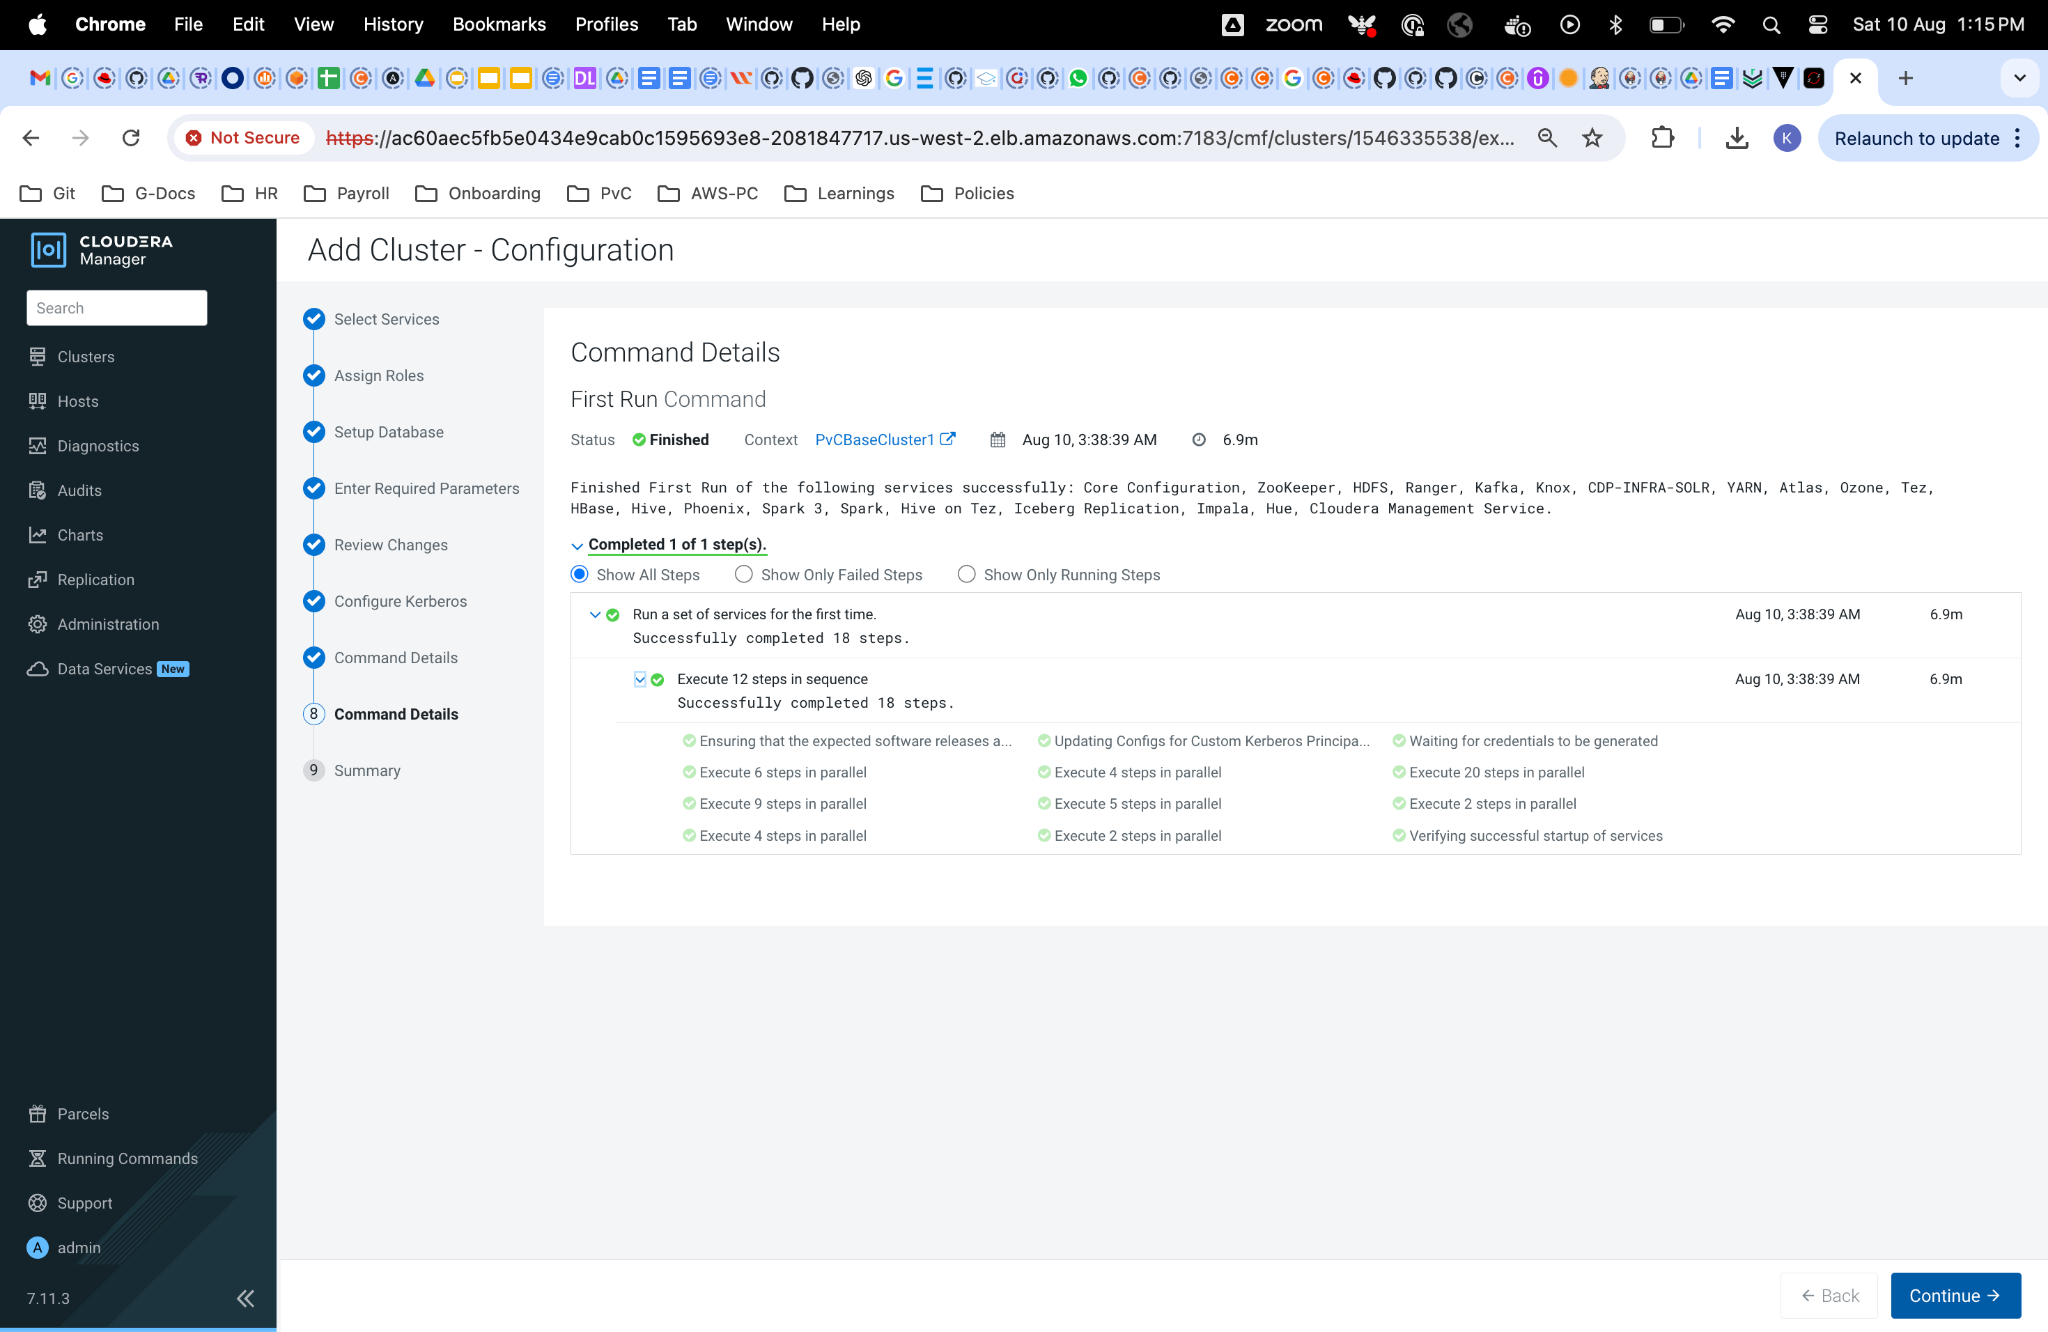 Chrome File Edit View History Bookmarks Profiles Tab Window Help zoom Sat 10 Aug 1:15 PM
Not Secure https://ac60aec5fb5e0434e9cab0c1595693e8-2081847717.us-west-2.elb.amazonaws.com:7183/cmf/clusters/1546335538/ex... K Relaunch to update
Git G-Docs HR Payroll Onboarding PvC AWS-PC Learnings Policies
CLOUDERA
Manager
Search
Clusters
Hosts
Diagnostics
Audits
Charts
Replication
Administration
Data Services New
Parcels
Running Commands
Support
A admin
7.11.3
Add Cluster - Configuration
Select Services
Assign Roles
Setup Database
Enter Required Parameters
Review Changes
Configure Kerberos
Command Details
8 Command Details
9 Summary
Command Details
First Run Command
Status Finished Context PvCBaseCluster1 Aug 10, 3:38:39 AM 6.9m
Finished First Run of the following services successfully: Core Configuration, ZooKeeper, HDFS, Ranger, Kafka, Knox, CDP-INFRA-SOLR, YARN, Atlas, Ozone, Tez,
HBase, Hive, Phoenix, Spark 3, Spark, Hive on Tez, Iceberg Replication, Impala, Hue, Cloudera Management Service.
Completed 1 of 1 step(s).
Show All Steps Show Only Failed Steps Show Only Running Steps
Run a set of services for the first time. Aug 10, 3:38:39 AM 6.9m
Successfully completed 18 steps.
Execute 12 steps in sequence Aug 10, 3:38:39 AM 6.9m
Successfully completed 18 steps.
Ensuring that the expected software releases a... Updating Configs for Custom Kerberos Principa... Waiting for credentials to be generated
Execute 6 steps in parallel Execute 4 steps in parallel Execute 20 steps in parallel
Execute 9 steps in parallel Execute 5 steps in parallel Execute 2 steps in parallel
Execute 4 steps in parallel Execute 2 steps in parallel Verifying successful startup of services
Back Continue